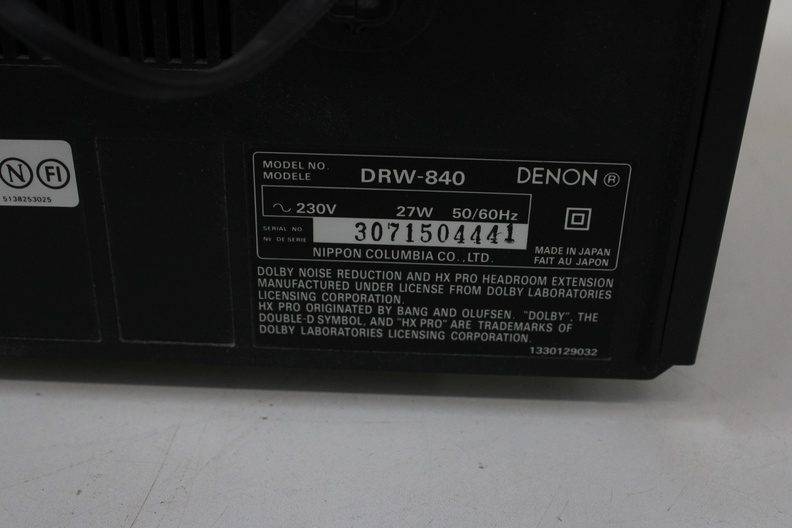 N FI
5138253025
MODEL NO.
MODELE
DRW-840
DENON ®
~ 230V 27W 50/60Hz
SERIAL NO
No DE SERIE
3071504441
MADE IN JAPAN
FAIT AU JAPON
NIPPON COLUMBIA CO., LTD.
DOLBY NOISE REDUCTION AND HX PRO HEADROOM EXTENSION
MANUFACTURED UNDER LICENSE FROM DOLBY LABORATORIES
LICENSING CORPORATION.
HX PRO ORIGINATED BY BANG AND OLUFSEN. "DOLBY", THE
DOUBLE-D SYMBOL, AND "HX PRO" ARE TRADEMARKS OF
DOLBY LABORATORIES LICENSING CORPORATION.
1330129032